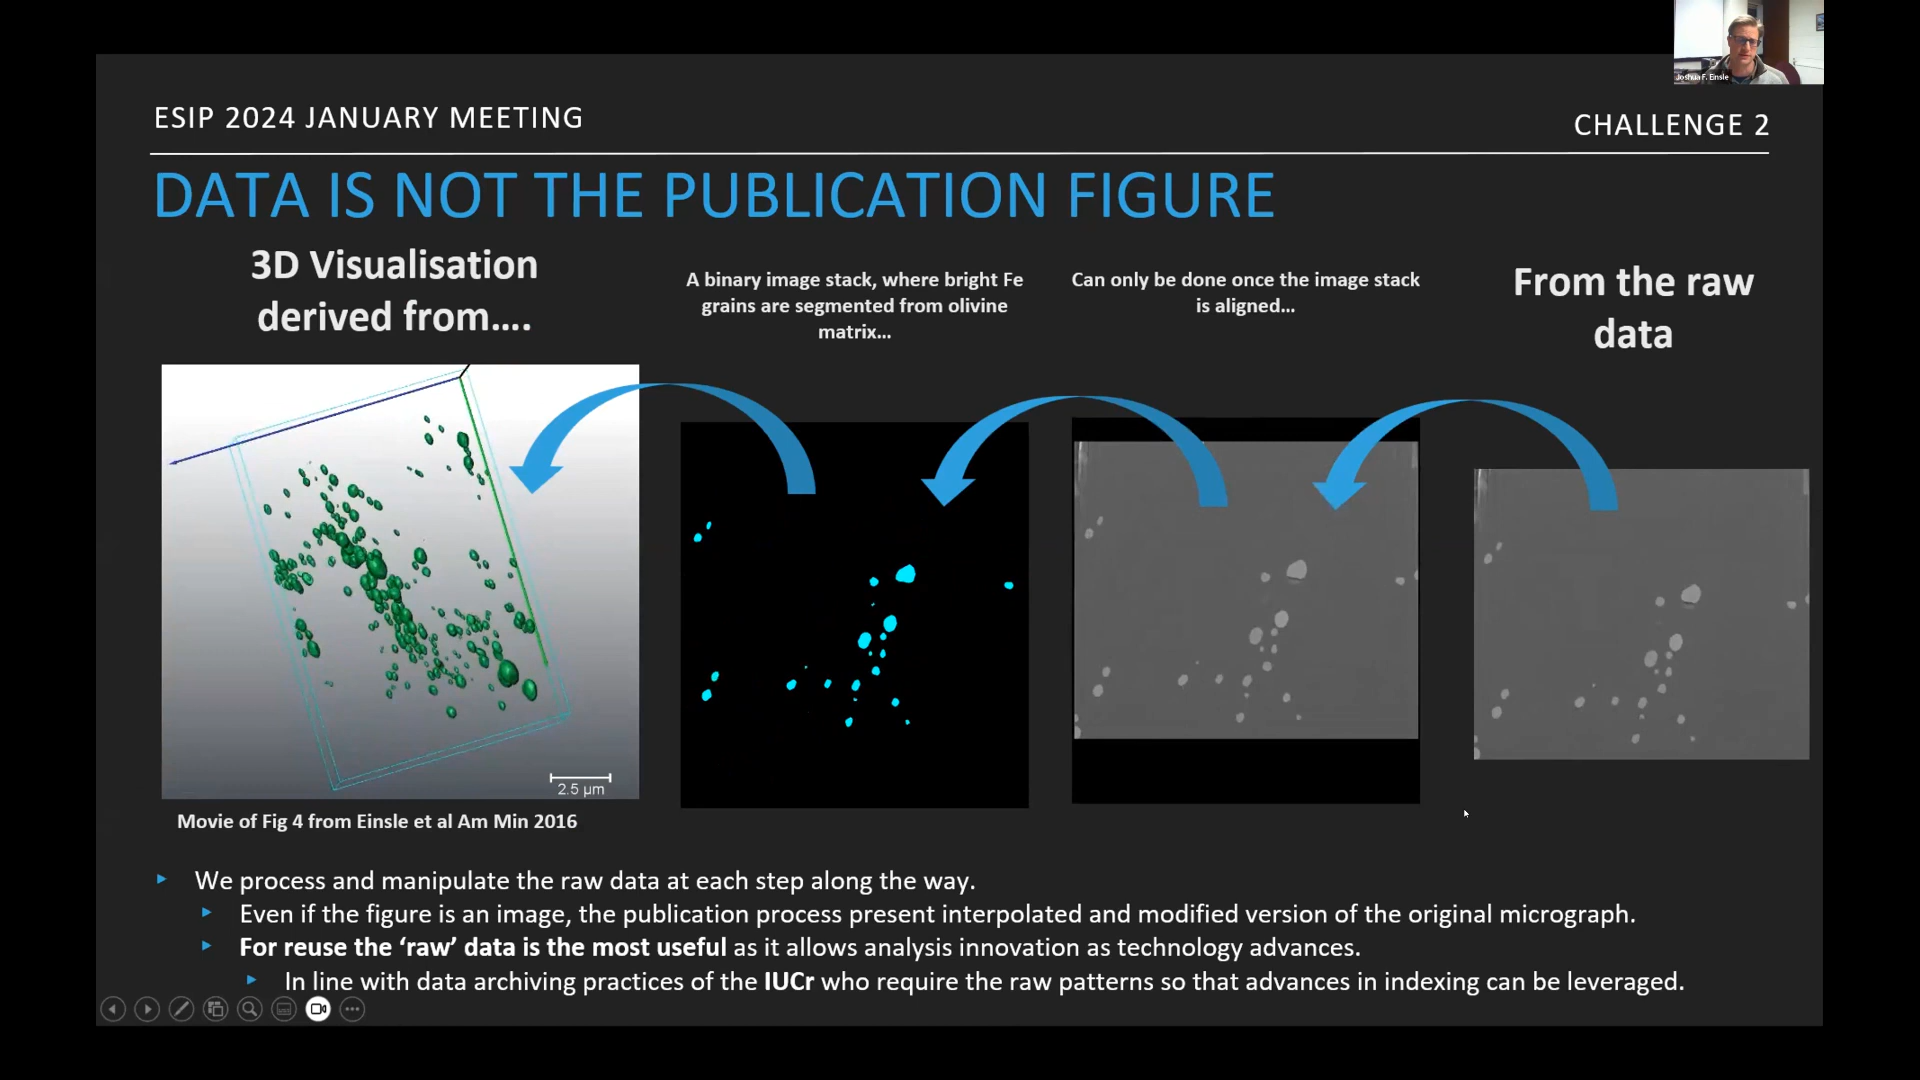 Joshua F. Einsle
ESIP 2024 JANUARY MEETING
CHALLENGE 2
DATA IS NOT THE PUBLICATION FIGURE
3D Visualisation
derived from....
A binary image stack, where bright Fe
grains are segmented from olivine
matrix...
Can only be done once the image stack
is aligned...
From the raw
data
2.5 µm
Movie of Fig 4 from Einsle et al Am Min 2016
We process and manipulate the raw data at each step along the way.
Even if the figure is an image, the publication process present interpolated and modified version of the original micrograph.
For reuse the ‘raw’ data is the most useful as it allows analysis innovation as technology advances.
In line with data archiving practices of the IUCr who require the raw patterns so that advances in indexing can be leveraged.